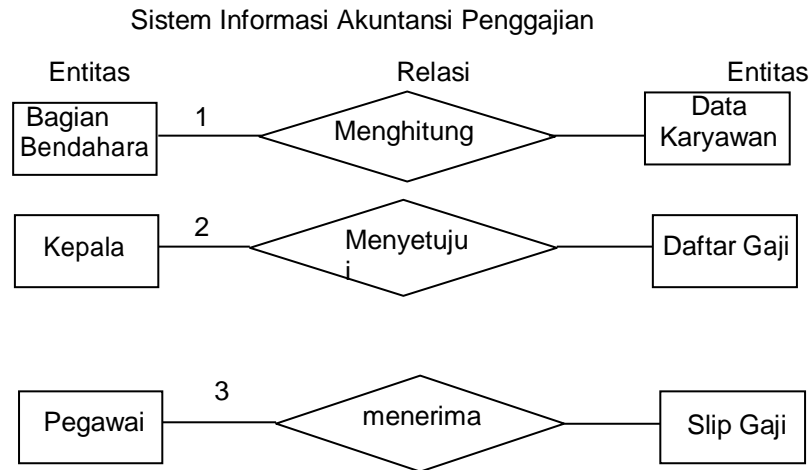 Sistem Informasi Akuntansi Penggajian
Entitas Relasi Entitas
Bagian
Bendahara
1
Menghitung
Data
Karyawan
Kepala
2
Menyetuju
i
Daftar Gaji
Pegawai
3
menerima
Slip Gaji